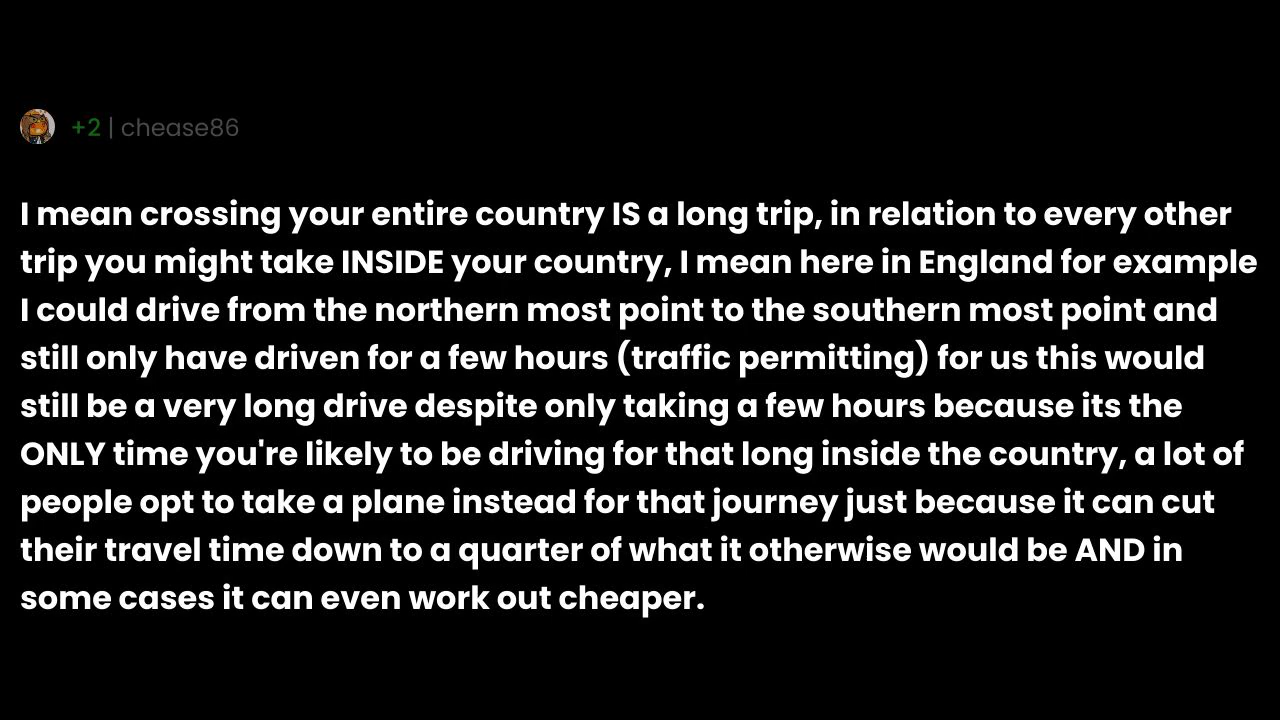 +2 | chease86
I mean crossing your entire country IS a long trip, in relation to every other
trip you might take INSIDE your country, I mean here in England for example
I could drive from the northern most point to the southern most point and
still only have driven for a few hours (traffic permitting) for us this would
still be a very long drive despite only taking a few hours because its the
ONLY time you're likely to be driving for that long inside the country, a lot of
people opt to take a plane instead for that journey just because it can cut
their travel time down to a quarter of what it otherwise would be AND in
some cases it can even work out cheaper.